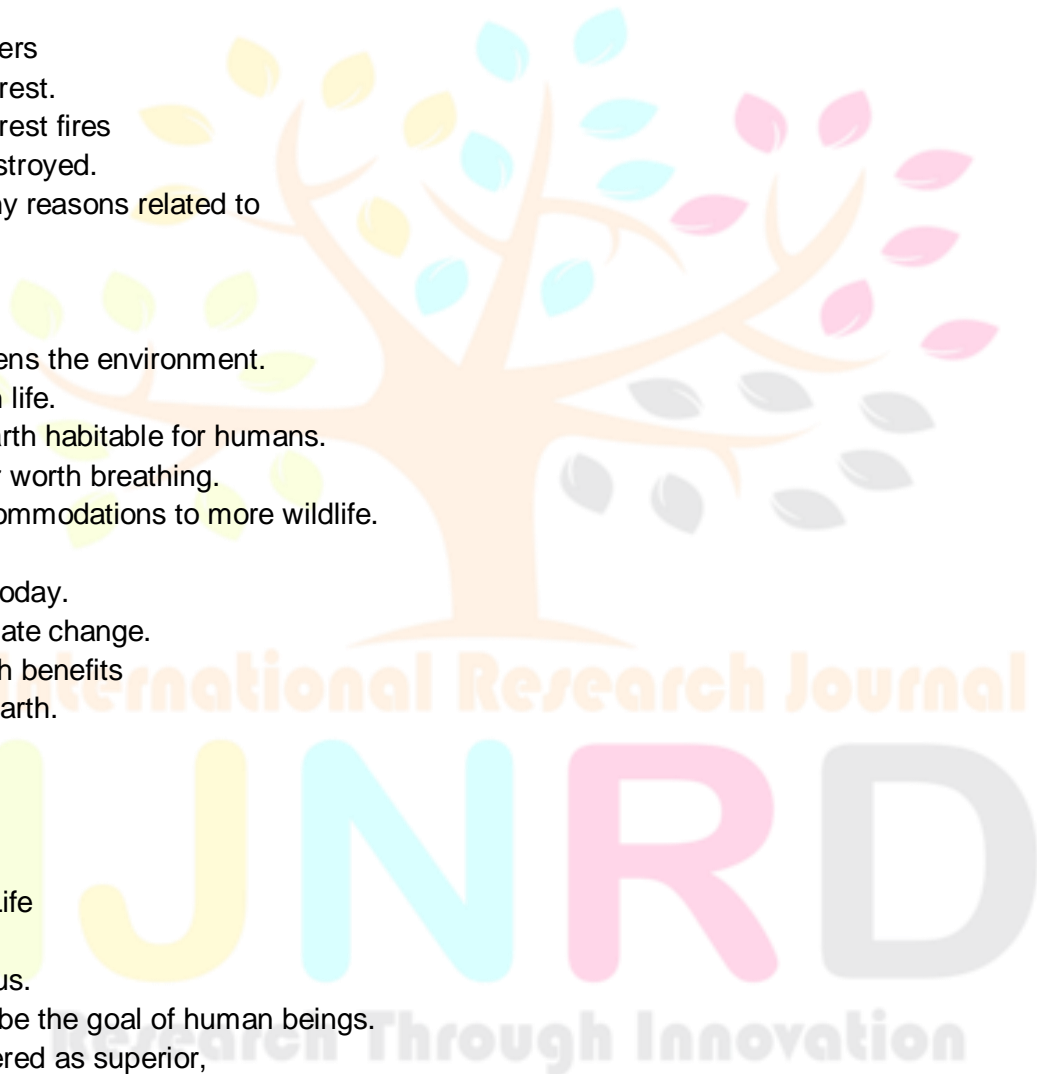 ers
rest.
rest fires
stroyed.
ny reasons related to
ens the environment.
n life.
arth habitable for humans.
r worth breathing.
ommodations to more wildlife.
oday.
ate change.
h benefits
arth.
International Research Journal
IJNRD
Life
us.
be the goal of human beings.
Research Through Innovation
ered as superior,